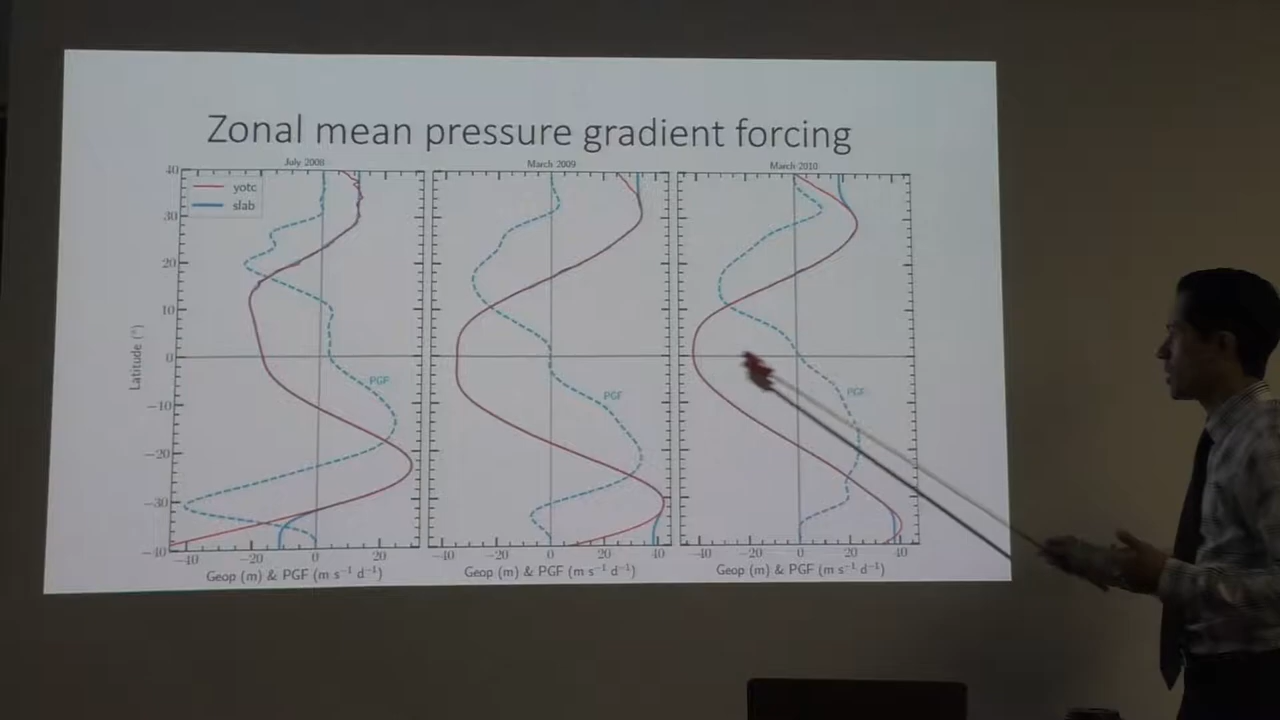 Zonal mean pressure gradient forcing
July 2008
March 2009
March 2010
yotc
slab
40
30
20
10
0
−10
−20
−30
−40
Latitude (°)
PGF
PGF
PGF
−40 −20 0 20
−40 −20 0 20 40
−40 −20 0 20 40
Geop (m) & PGF (m s⁻¹ d⁻¹)
Geop (m) & PGF (m s⁻¹ d⁻¹)
Geop (m) & PGF (m s⁻¹ d⁻¹)